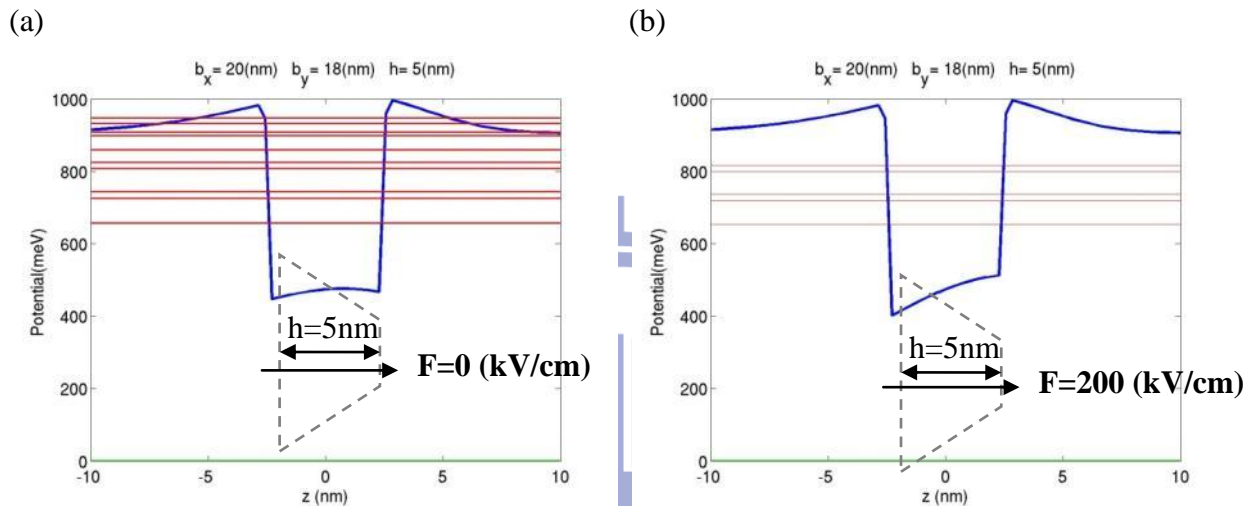 (a)
b_x = 20(nm) b_y = 18(nm) h= 5(nm)
Potential(meV)
1000
800
600
400
200
0
h=5nm
F=0 (kV/cm)
-10 -5 0 5 10
z (nm)
(b)
b_x = 20(nm) b_y = 18(nm) h= 5(nm)
Potential(meV)
1000
800
600
400
200
0
h=5nm
F=200 (kV/cm)
-10 -5 0 5 10
z (nm)